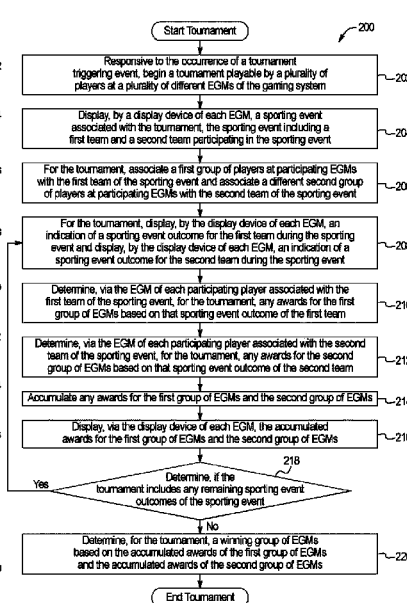 Start Tournament
200
Responsive to the occurrence of a tournament
triggering event, begin a tournament playable by a plurality of
players at a plurality of different EGMs of the gaming system
Display, by a display device of each EGM, a sporting event
associated with the tournament, the sporting event including a
first team and a second team participating in the sporting event
For the tournament, associate a first group of players at participating EGMs
with the first team of the sporting event and associate a different second group
of players at participating EGMs with the second team of the sporting event
For the tournament, display, by the display device of each EGM, an
indication of a sporting event outcome for the first team during the sporting
event and display, by the display device of each EGM, an indication of a
sporting event outcome for the second team during the sporting event
Determine, via the EGM of each participating player associated with the
first team of the sporting event, for the tournament, any awards for the first
group of EGMs based on that sporting event outcome of the first team
Determine, via the EGM of each participating player associated with the second
team of the sporting event, for the tournament, any awards for the second
group of EGMs based on that sporting event outcome of the second team
Accumulate any awards for the first group of EGMs and the second group of EGMs
Display, via the display device of each EGM, the accumulated
awards for the first group of EGMs and the second group of EGMs
218
Determine, if the
tournament includes any remaining sporting event
outcomes of the sporting event
Yes
No
Determine, for the tournament, a winning group of EGMs
based on the accumulated awards of the first group of EGMs
and the accumulated awards of the second group of EGMs
End Tournament